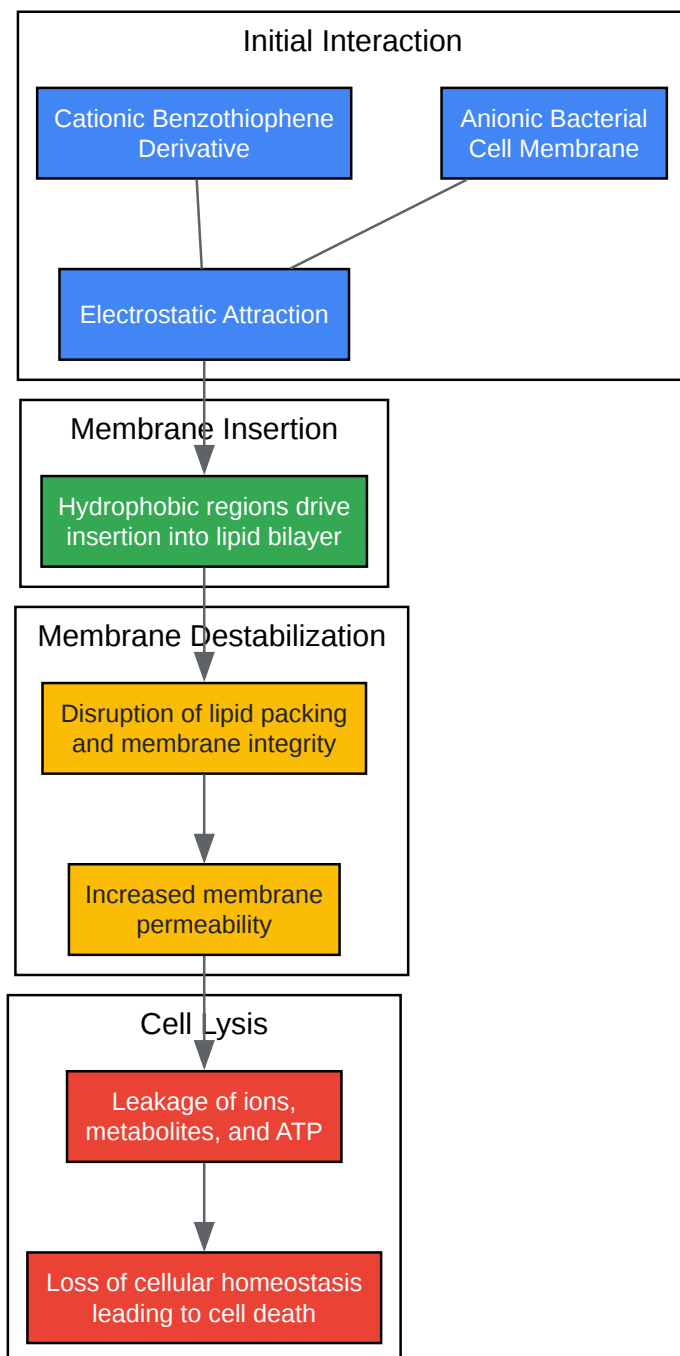 Initial Interaction
Cationic Benzothiophene
Derivative
Anionic Bacterial
Cell Membrane
Electrostatic Attraction
Membrane Insertion
Hydrophobic regions drive
insertion into lipid bilayer
Membrane Destabilization
Disruption of lipid packing
and membrane integrity
Increased membrane
permeability
Cell Lysis
Leakage of ions,
metabolites, and ATP
Loss of cellular homeostasis
leading to cell death